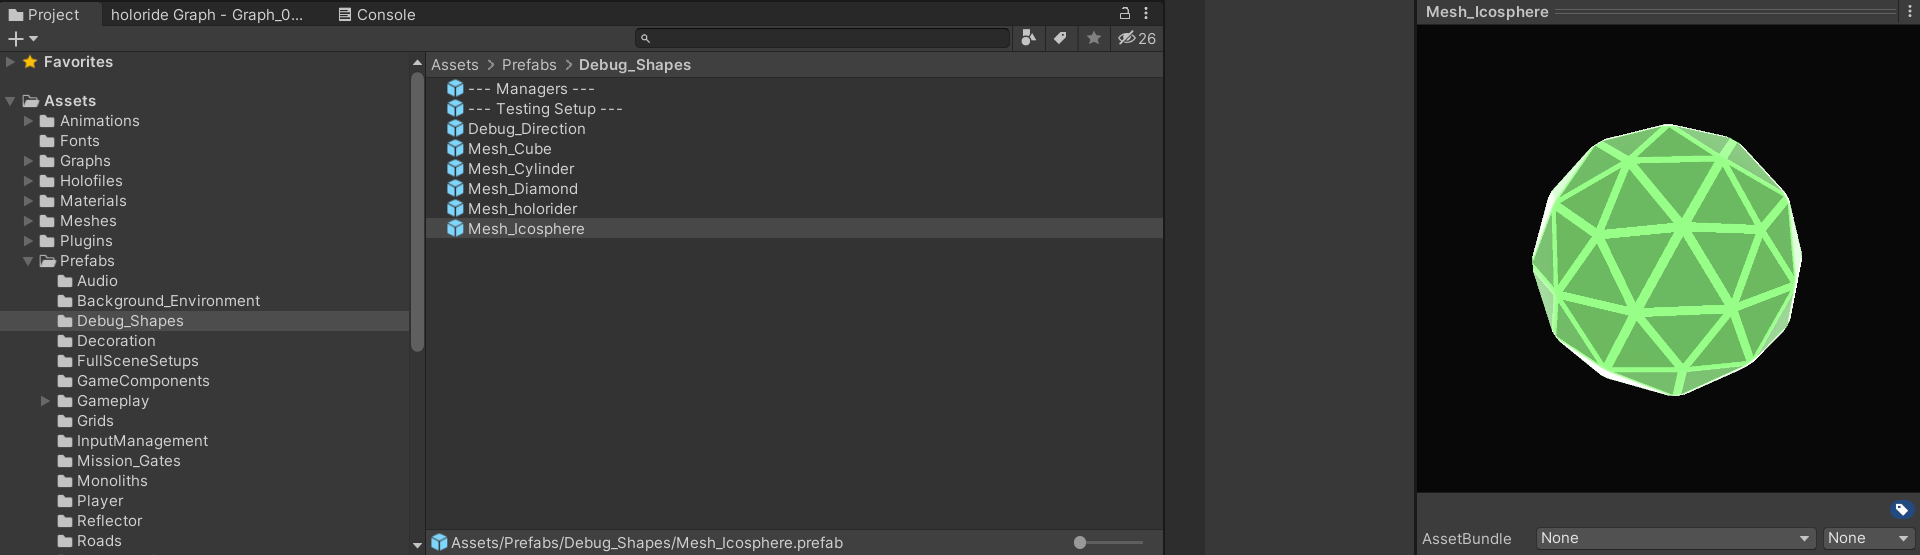 Project
holoride Graph - Graph_0...
Console
26
Favorites
Assets
Animations
Fonts
Graphs
Holofiles
Materials
Meshes
Plugins
Prefabs
Audio
Background_Environment
Debug_Shapes
Decoration
FullSceneSetups
GameComponents
Gameplay
Grids
InputManagement
Mission_Gates
Monoliths
Player
Reflector
Roads
Assets > Prefabs > Debug_Shapes
--- Managers ---
--- Testing Setup ---
Debug_Direction
Mesh_Cube
Mesh_Cylinder
Mesh_Diamond
Mesh_holorider
Mesh_Icosphere
Assets/Prefabs/Debug_Shapes/Mesh_Icosphere.prefab
Mesh_Icosphere
AssetBundle None None